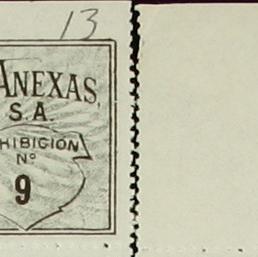 13
ANEXAS,
S.A.
HIBICION
Nº
9